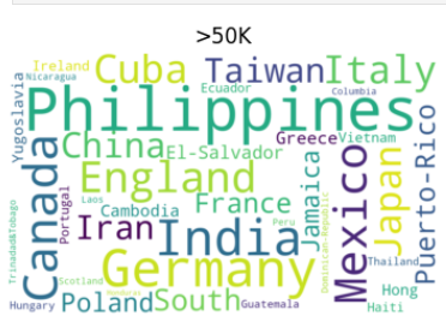 >50K
Ireland
Cuba
Taiwan
Italy
Nicaragua
Ecuador
Columbia
Yugoslavia
Philippines
China
El-Salvador
Greece
Vietnam
Canada
England
Portugal
Laos
Cambodia
France
Jamaica
Mexico
Japan
Puerto-Rico
Trinadad&Tobago
Iran
India
Peru
Dominican-Republic
Germany
Thailand
Scotland
Honduras
Hong
Hungary
Poland
South
Guatemala
Haiti